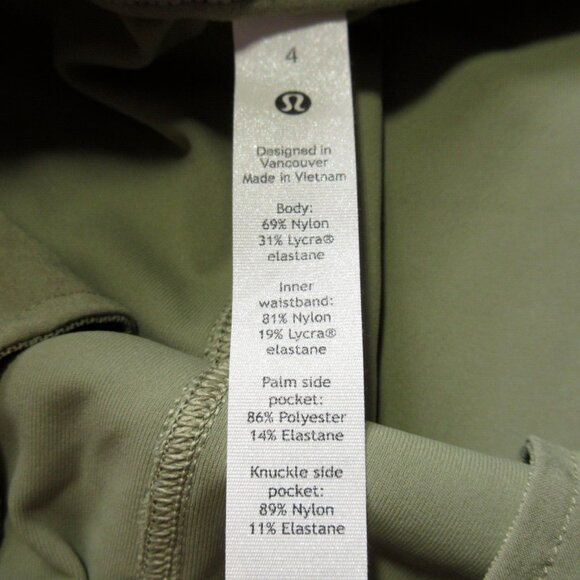 4
Designed in
Vancouver
Made in Vietnam
Body:
69% Nylon
31% Lycra®
elastane
Inner
waistband:
81% Nylon
19% Lycra®
elastane
Palm side
pocket:
86% Polyester
14% Elastane
Knuckle side
pocket:
89% Nylon
11% Elastane